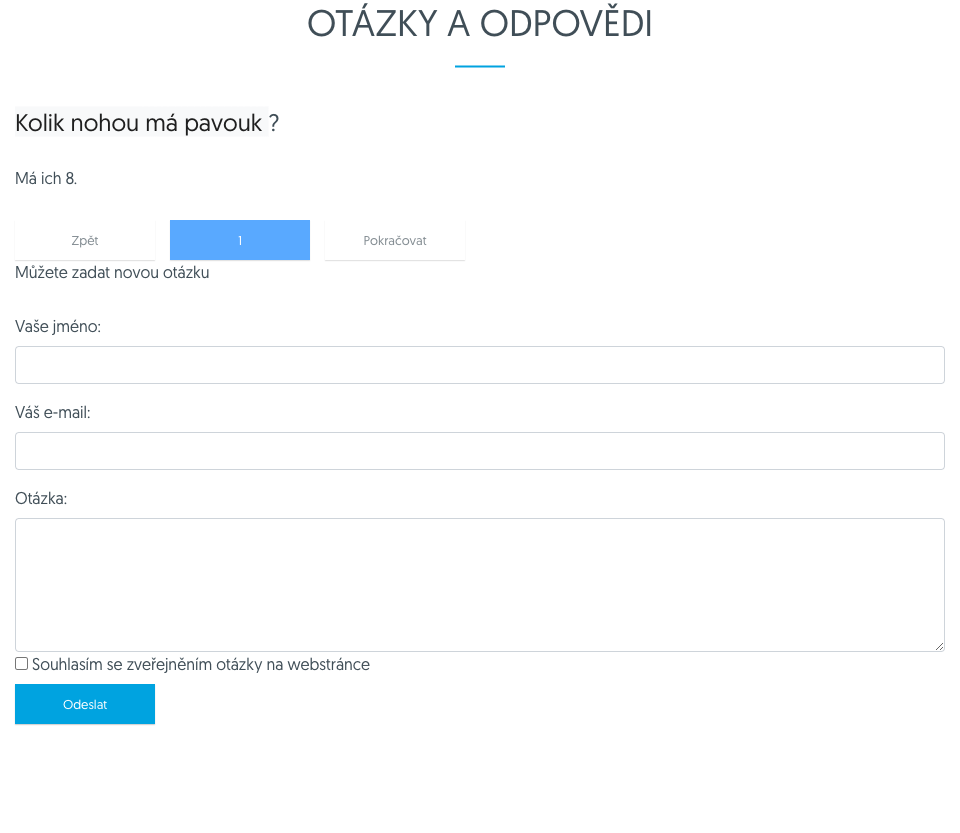 OTÁZKY A ODPOVĚDI
Kolik nohou má pavouk ?
Má ich 8.
Zpět 1 Pokračovat
Můžete zadat novou otázku
Vaše jméno:
Váš e-mail:
Otázka:
Souhlasím se zveřejněním otázky na webstránce
Odeslat